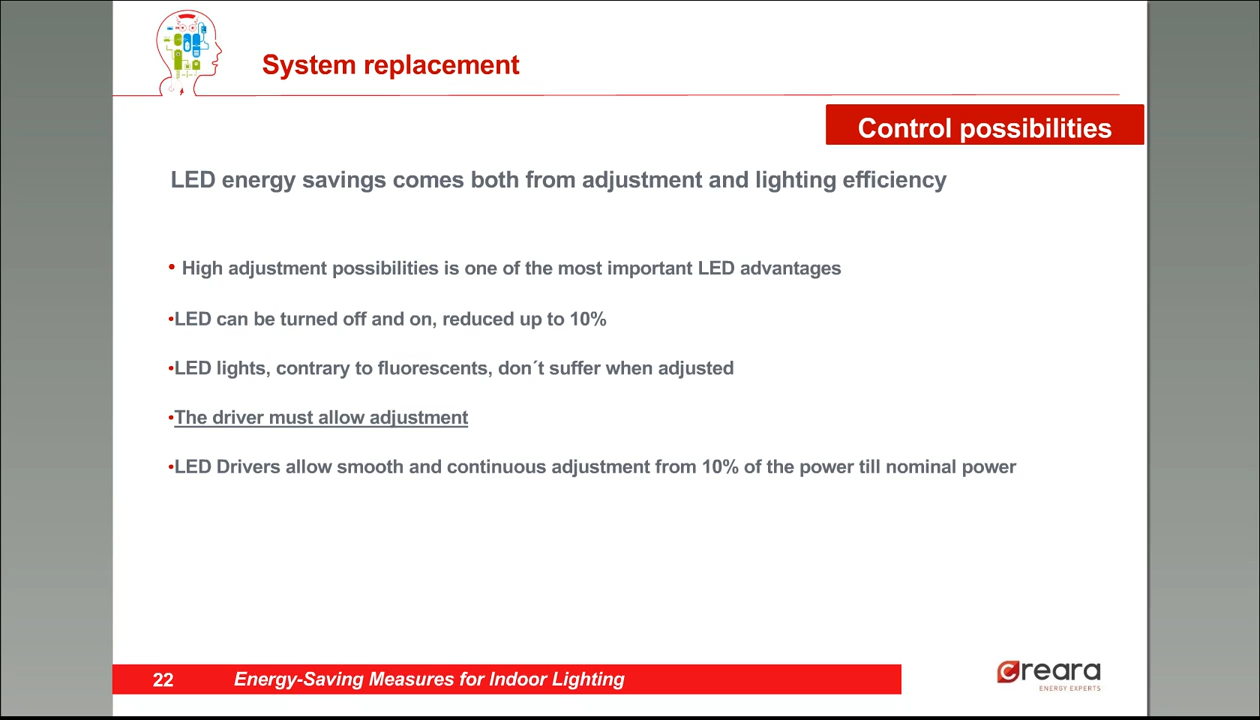 System replacement
Control possibilities
LED energy savings comes both from adjustment and lighting efficiency
• High adjustment possibilities is one of the most important LED advantages
•LED can be turned off and on, reduced up to 10%
•LED lights, contrary to fluorescents, don´t suffer when adjusted
•The driver must allow adjustment
•LED Drivers allow smooth and continuous adjustment from 10% of the power till nominal power
22 Energy-Saving Measures for Indoor Lighting
creara
ENERGY EXPERTS